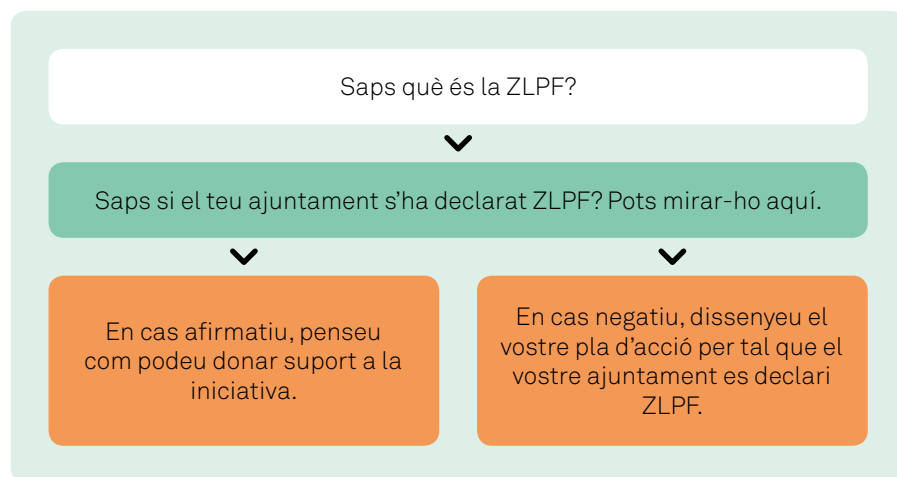 Saps què és la ZLPF?
Saps si el teu ajuntament s'ha declarat ZLPF? Pots mirar-ho aquí.
En cas afirmatiu, penseu
com podeu donar suport a la
iniciativa.
En cas negatiu, dissenyeu el
vostre pla d'acció per tal que el
vostre ajuntament es declari
ZLPF.